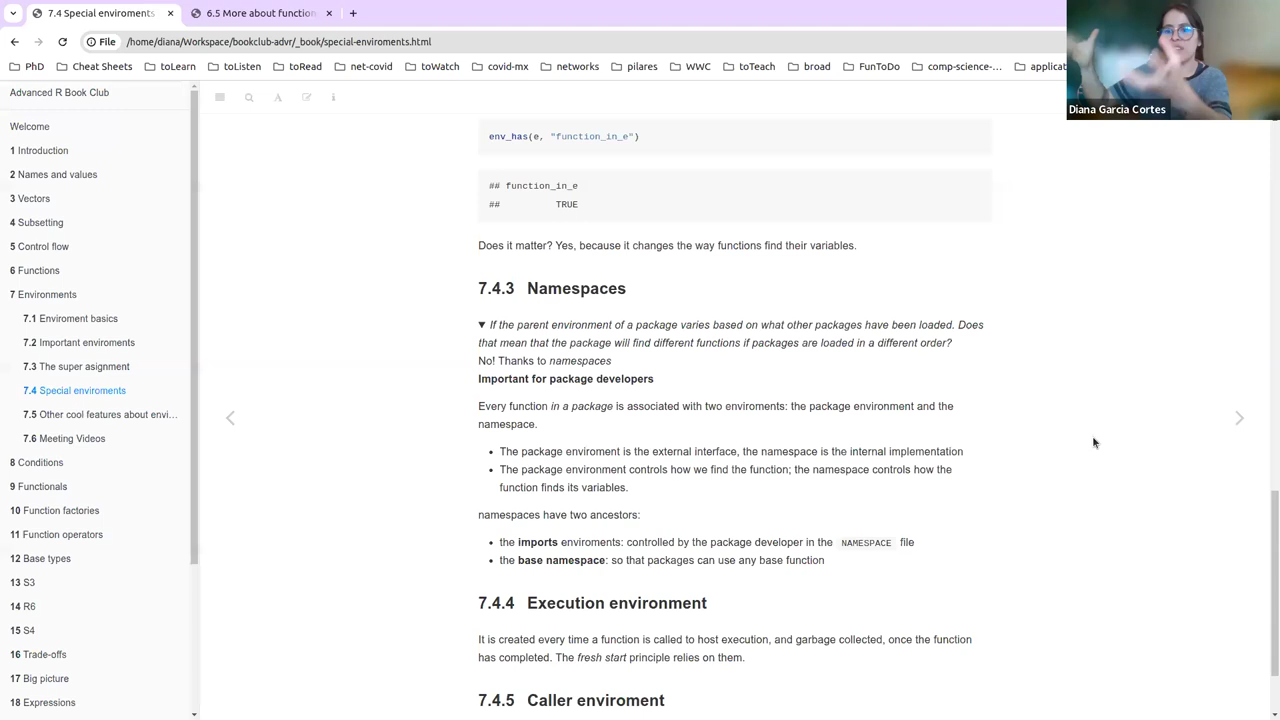 7.4 Special enviroments
6.5 More about function
File
/home/diana/Workspace/bookclub-advr/_book/special-enviroments.html
PhD
Cheat Sheets
toLearn
toListen
toRead
net-covid
toWatch
covid-mx
networks
pilares
WWC
toTeach
broad
FunToDo
comp-science-…
applicat
Diana Garcia Cortes
Advanced R Book Club
Welcome
1 Introduction
2 Names and values
3 Vectors
4 Subsetting
5 Control flow
6 Functions
7 Environments
7.1 Enviroment basics
7.2 Important enviroments
7.3 The super asignment
7.4 Special enviroments
7.5 Other cool features about envi…
7.6 Meeting Videos
8 Conditions
9 Functionals
10 Function factories
11 Function operators
12 Base types
13 S3
14 R6
15 S4
16 Trade-offs
17 Big picture
18 Expressions
env_has(e, "function_in_e")
## function_in_e
## TRUE
Does it matter? Yes, because it changes the way functions find their variables.
7.4.3 Namespaces
If the parent environment of a package varies based on what other packages have been loaded. Does
that mean that the package will find different functions if packages are loaded in a different order?
No! Thanks to namespaces
Important for package developers
Every function in a package is associated with two enviroments: the package environment and the
namespace.
• The package enviroment is the external interface, the namespace is the internal implementation
• The package environment controls how we find the function; the namespace controls how the
function finds its variables.
namespaces have two ancestors:
• the imports enviroments: controlled by the package developer in the NAMESPACE file
• the base namespace: so that packages can use any base function
7.4.4 Execution environment
It is created every time a function is called to host execution, and garbage collected, once the function
has completed. The fresh start principle relies on them.
7.4.5 Caller enviroment